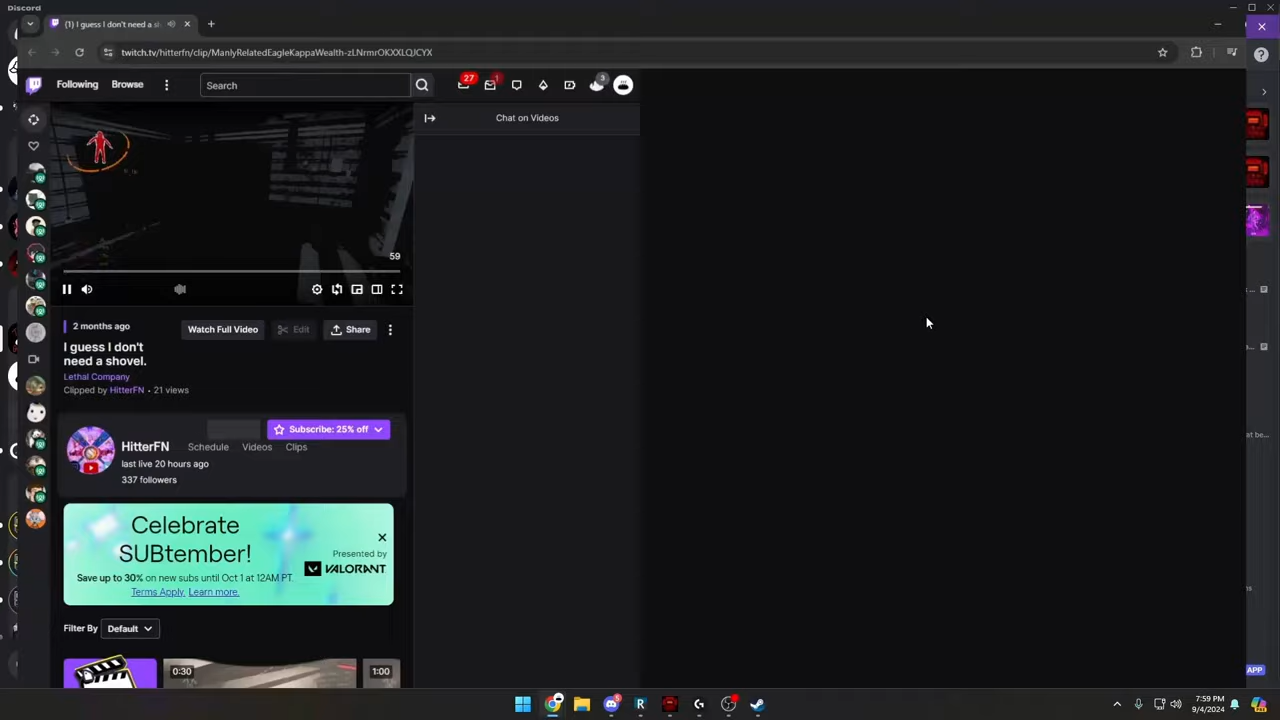 Discord
(1) I guess I don't need a sh
twitch.tv/hitterfn/clip/ManlyRelatedEagleKappaWealth-zLNrmrOKXXLQJCYX
Following
Browse
Search
27
1
3
Chat on Videos
59
2 months ago
Watch Full Video
Edit
Share
I guess I don't
need a shovel.
Lethal Company
Clipped by HitterFN • 21 views
Subscribe: 25% off
HitterFN
Schedule
Videos
Clips
last live 20 hours ago
337 followers
Celebrate
SUBtember!
Presented by
VALORANT
Save up to 30% on new subs until Oct 1 at 12AM PT.
Terms Apply. Learn more.
Filter By
Default
0:30
1:00
APP
5
7:59 PM
9/4/2024